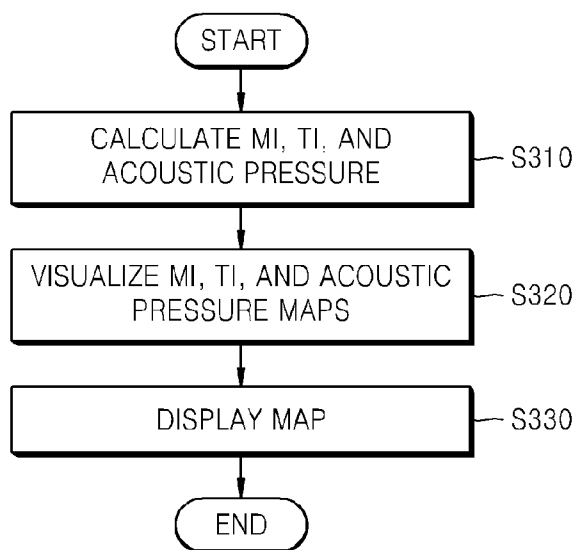 START
CALCULATE MI, TI, AND
ACOUSTIC PRESSURE
S310
VISUALIZE MI, TI, AND ACOUSTIC
PRESSURE MAPS
S320
DISPLAY MAP
S330
END